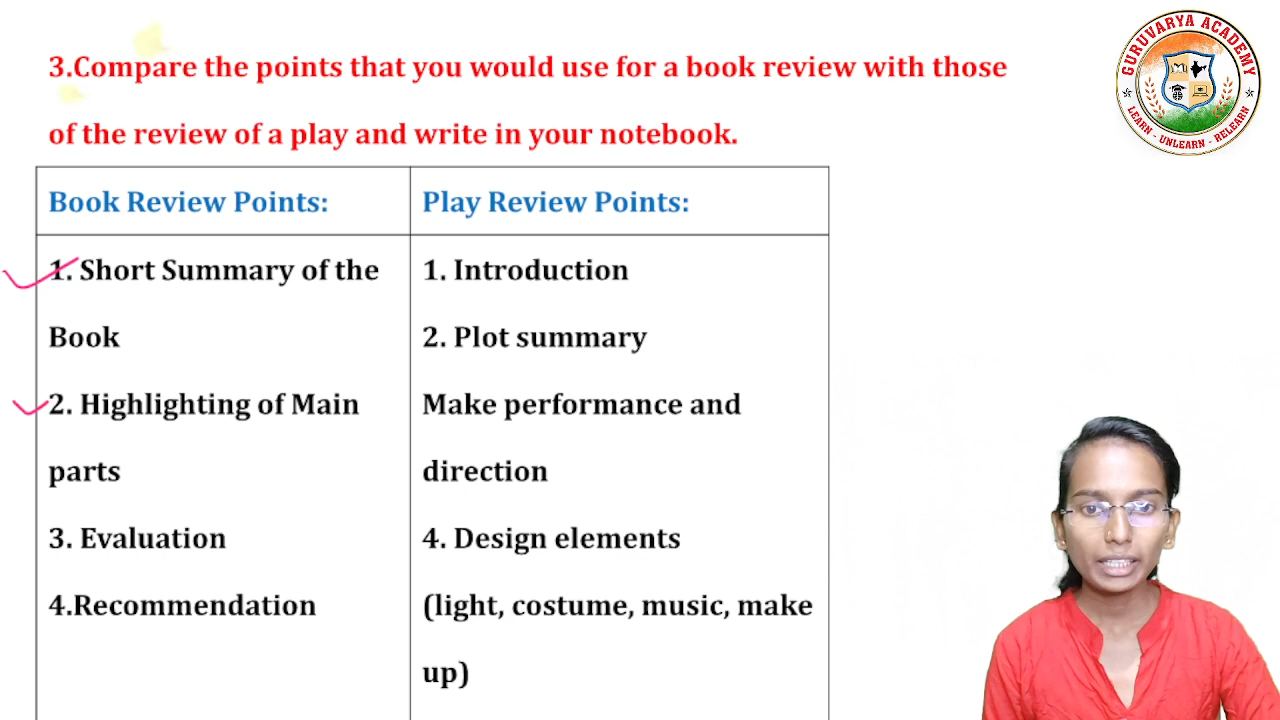 3.Compare the points that you would use for a book review with those
of the review of a play and write in your notebook.
Book Review Points:
Play Review Points:
1. Short Summary of the
Book
2. Highlighting of Main
parts
3. Evaluation
4.Recommendation
1. Introduction
2. Plot summary
Make performance and
direction
4. Design elements
(light, costume, music, make
up)
GURUVARYA ACADEMY
LEARN - UNLEARN - RELEARN